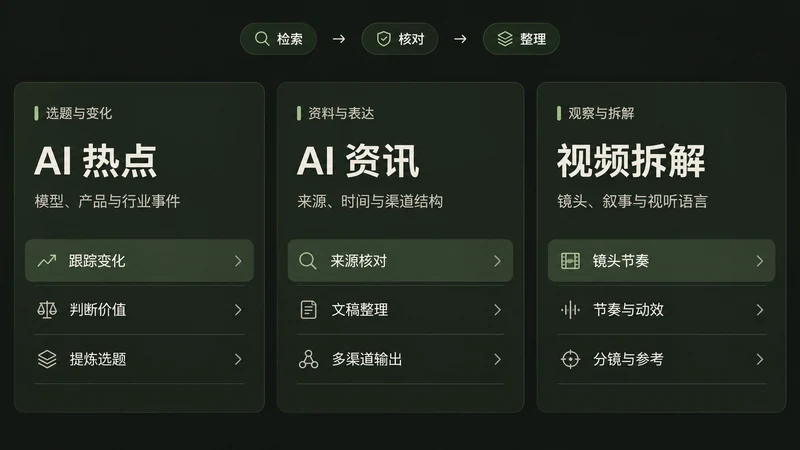 检索 → 核对 → 整理
选题与变化
AI 热点
模型、产品与行业事件
跟踪变化
判断价值
提炼选题
资料与表达
AI 资讯
来源、时间与渠道结构
来源核对
文稿整理
多渠道输出
观察与拆解
视频拆解
镜头、叙事与视听语言
镜头节奏
节奏与动效
分镜与参考